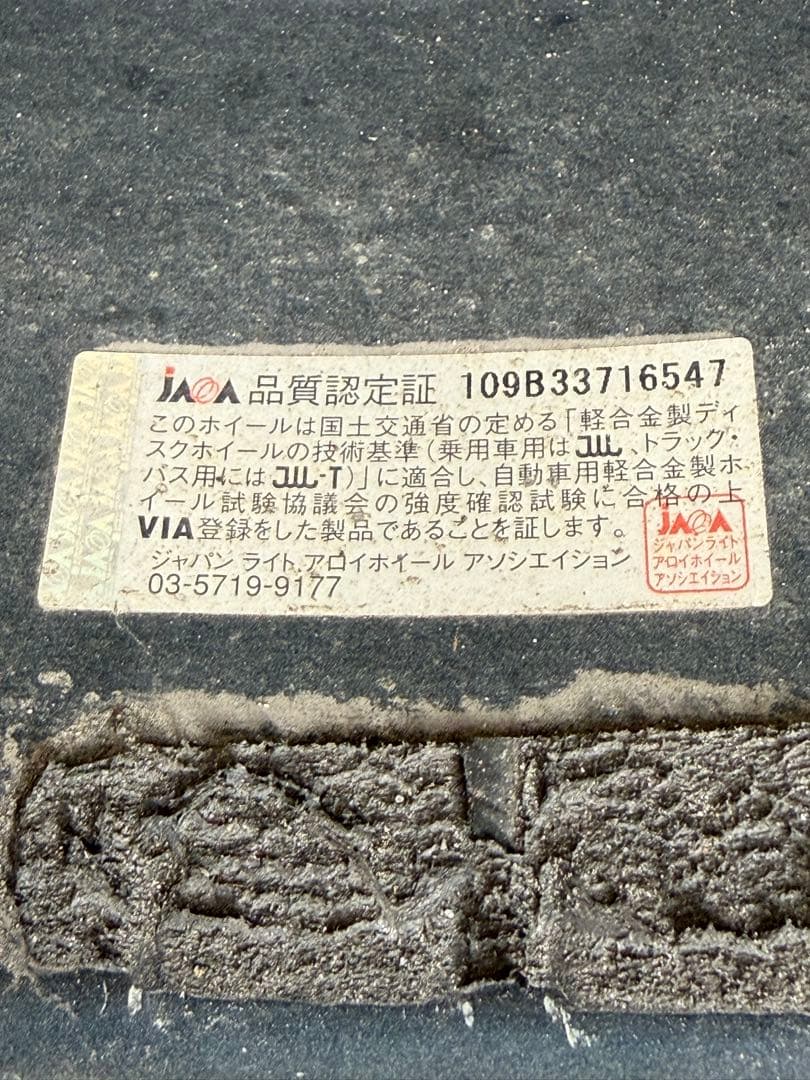 JAWA 品質認定証 109B33716547
このホイールは国土交通省の定める「軽合金製ディ
スクホイールの技術基準（乗用車用はJWL、トラック・
バス用にはJWL-T）」に適合し、自動車用軽合金製ホ
イール試験協議会の強度確認試験に合格の上
VIA登録をした製品であることを証します。
ジャパン ライト アロイホイール アソシエイション
03-5719-9177
JAWA
ジャパンライト
アロイホイール
アソシエイション